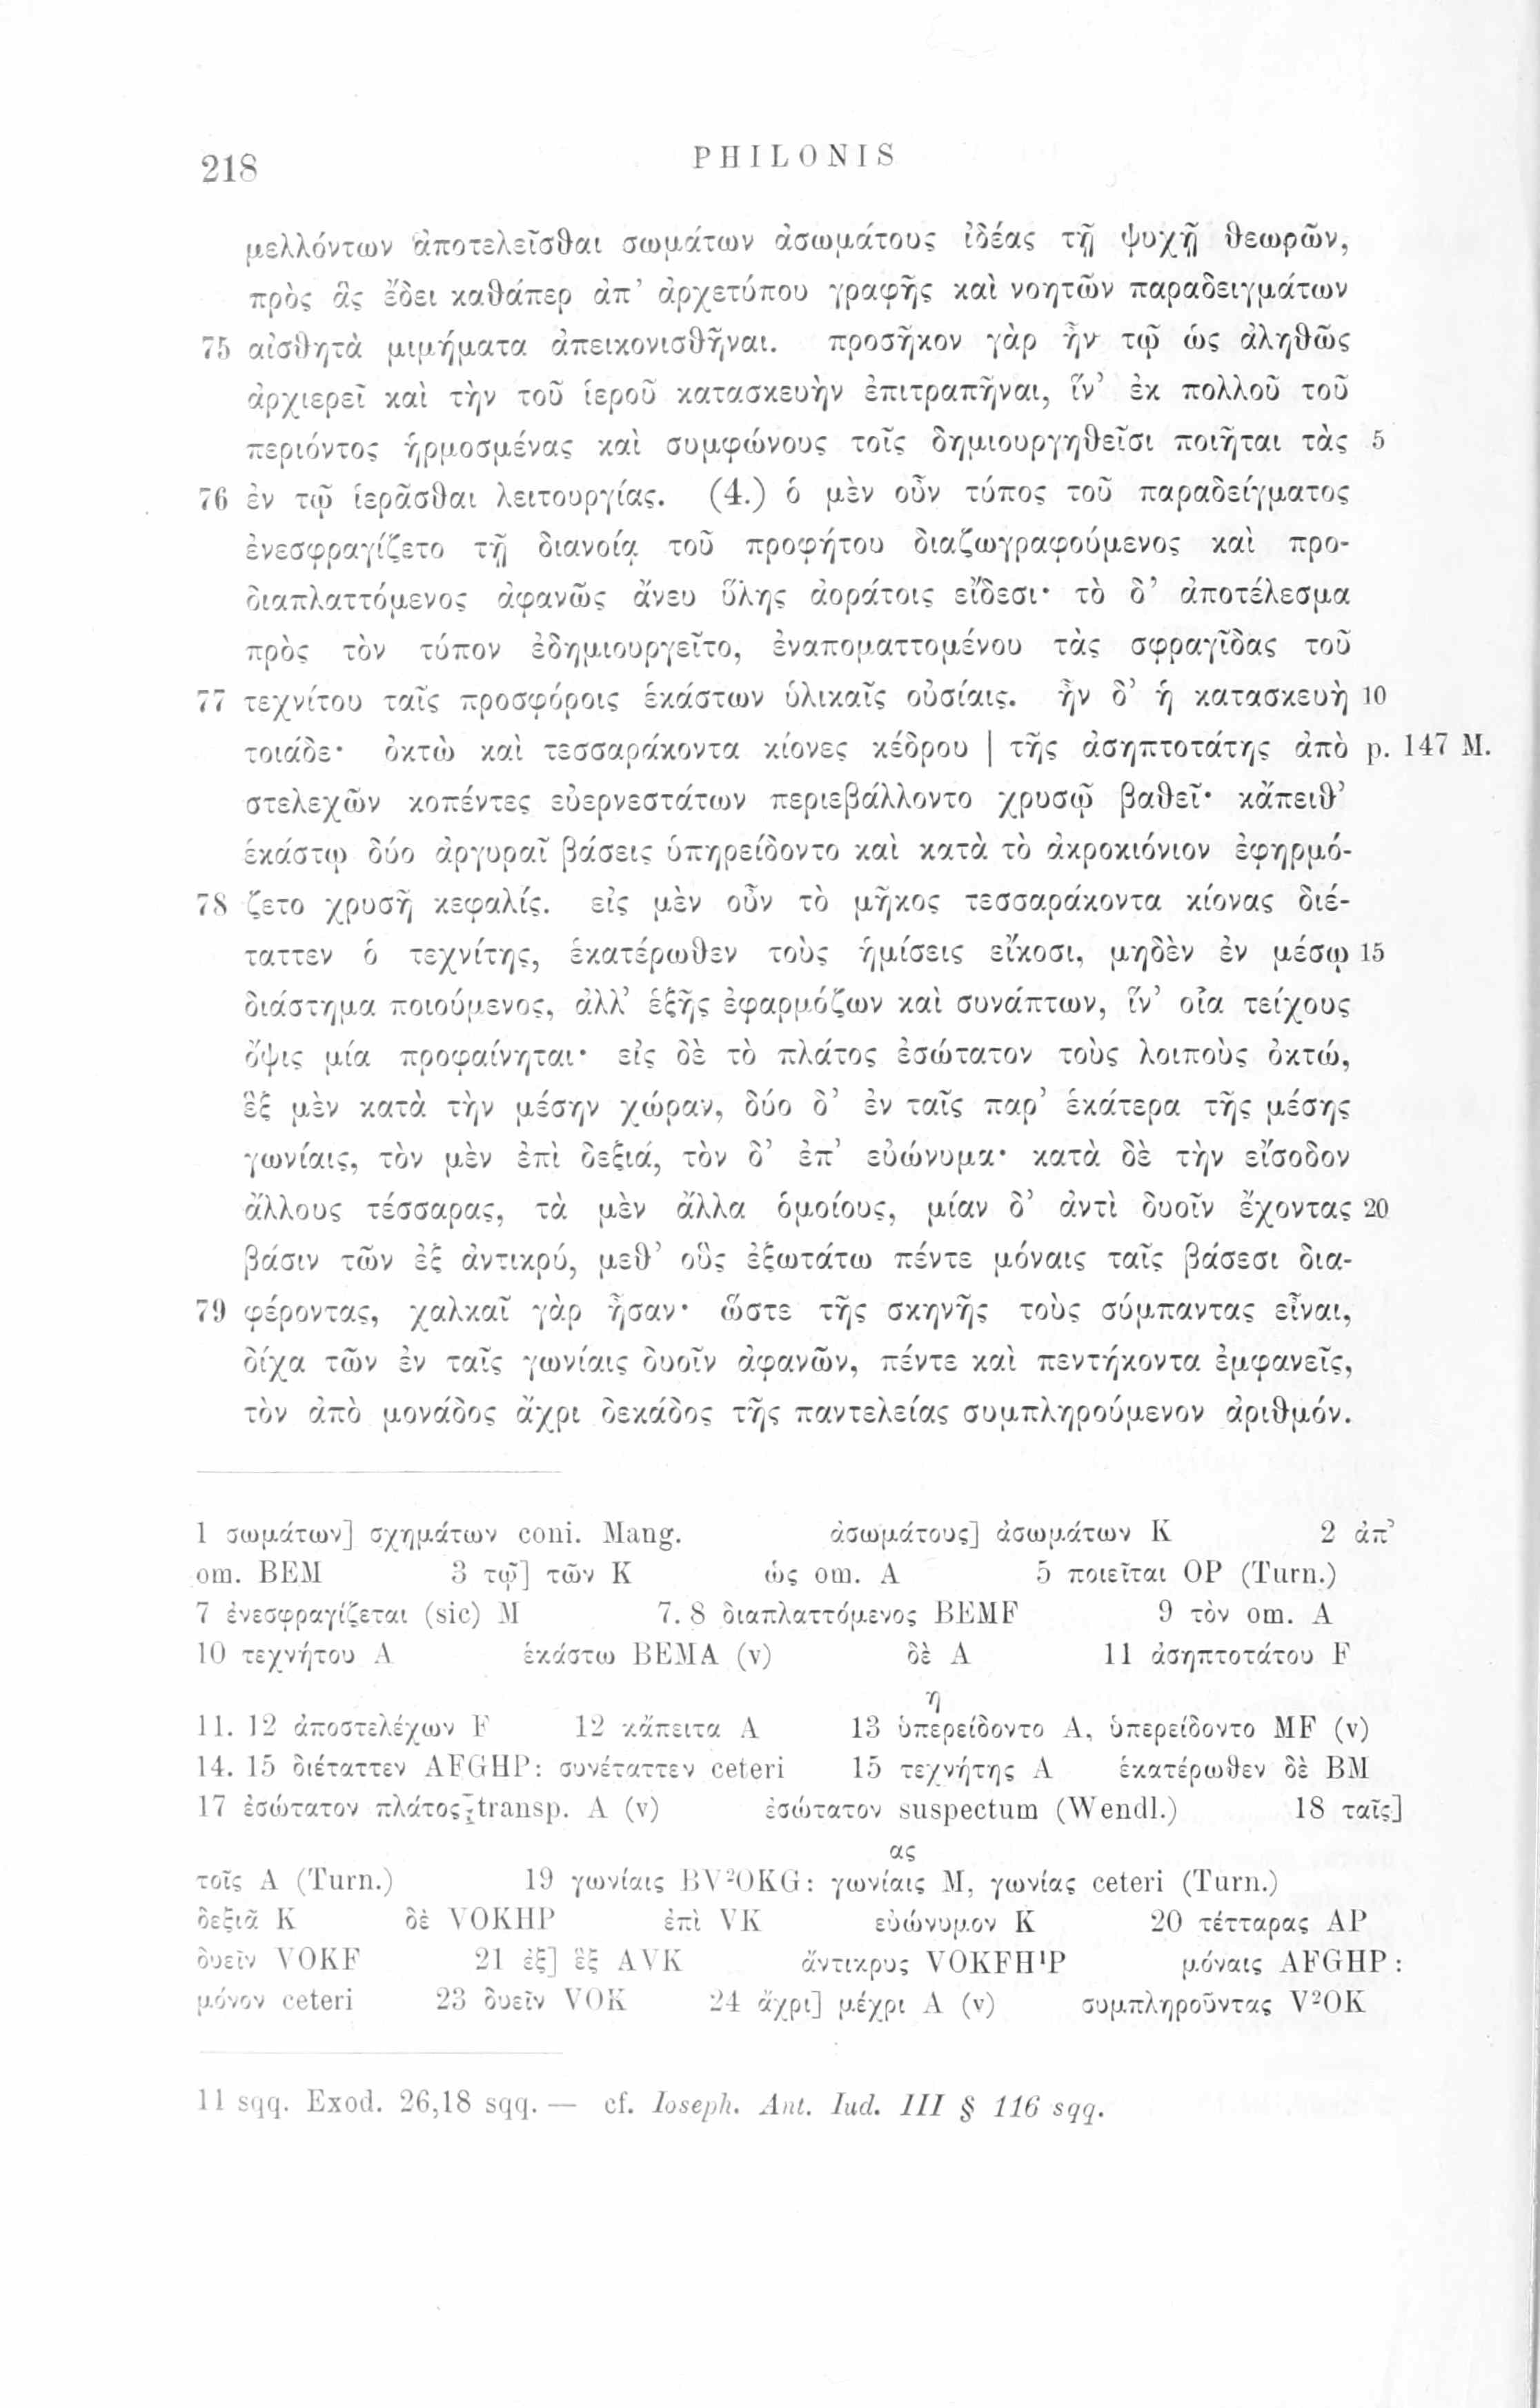 218
PHILONIS
μελλόντων ἀποτελεῖσθαι σωμάτων ἀσωμάτους ἰδέας τῇ ψυχῇ θεωρῶν,
πρὸς ἃς ἔδει καθάπερ ἀπ’ ἀρχετύπου γραφῆς καὶ νοητῶν παραδειγμάτων
75 αἰσθητὰ μιμήματα ἀπεικονισθῆναι. προσῆκον γὰρ ἦν τῷ ὡς ἀληθῶς
ἀρχιερεῖ καὶ τὴν τοῦ ἱεροῦ κατασκευὴν ἐπιτραπῆναι, ἵν’ ἐκ πολλοῦ τοῦ
περιόντος ἡρμοσμένας καὶ συμφώνους τοῖς δημιουργηθεῖσι ποιῆται τὰς 5
76 ἐν τῷ ἱερᾶσθαι λειτουργίας. (4.) ὁ μὲν οὖν τύπος τοῦ παραδείγματος
ἐνεσφραγίζετο τῇ διανοίᾳ τοῦ προφήτου διαζωγραφούμενος καὶ προ-
διαπλαττόμενος ἀφανῶς ἄνευ ὕλης ἀοράτοις εἴδεσι· τὸ δ’ ἀποτέλεσμα
πρὸς τὸν τύπον ἐδημιουργεῖτο, ἐναποματτομένου τὰς σφραγῖδας τοῦ
77 τεχνίτου ταῖς προσφόροις ἑκάστων ὑλικαῖς οὐσίαις. ἦν δ’ ἡ κατασκευὴ 10
τοιάδε· ὀκτὼ καὶ τεσσαράκοντα κίονες κέδρου | τῆς ἀσηπτοτάτης ἀπὸ p. 147 M.
στελεχῶν κοπέντες εὐερνεστάτων περιεβάλλοντο χρυσῷ βαθεῖ· κἄπειθ’
ἑκάστῳ δύο ἀργυραῖ βάσεις ὑπηρείδοντο καὶ κατὰ τὸ ἀκροκιόνιον ἐφηρμό-
78 ζετο χρυσῆ κεφαλίς. εἰς μὲν οὖν τὸ μῆκος τεσσαράκοντα κίονας διέ-
ταττεν ὁ τεχνίτης, ἑκατέρωθεν τοὺς ἡμίσεις εἴκοσι, μηδὲν ἐν μέσῳ 15
διάστημα ποιούμενος, ἀλλ’ ἑξῆς ἐφαρμόζων καὶ συνάπτων, ἵν’ οἷα τείχους
ὄψις μία προφαίνηται· εἰς δὲ τὸ πλάτος ἐσώτατον τοὺς λοιποὺς ὀκτώ,
ἓξ μὲν κατὰ τὴν μέσην χώραν, δύο δ’ ἐν ταῖς παρ’ ἑκάτερα τῆς μέσης
γωνίαις, τὸν μὲν ἐπὶ δεξιά, τὸν δ’ ἐπ’ εὐώνυμα· κατὰ δὲ τὴν εἴσοδον
ἄλλους τέσσαρας, τὰ μὲν ἄλλα ὁμοίους, μίαν δ’ ἀντὶ δυοῖν ἔχοντας 20
βάσιν τῶν ἐξ ἀντικρύ, μεθ’ οὓς ἐξωτάτω πέντε μόναις ταῖς βάσεσι δια-
79 φέροντας, χαλκαῖ γὰρ ἦσαν· ὥστε τῆς σκηνῆς τοὺς σύμπαντας εἶναι,
δίχα τῶν ἐν ταῖς γωνίαις δυοῖν ἀφανῶν, πέντε καὶ πεντήκοντα ἐμφανεῖς,
τὸν ἀπὸ μονάδος ἄχρι δεκάδος τῆς παντελείας συμπληρούμενον ἀριθμόν.
1 σωμάτων] σχημάτων coni. Mang. ἀσωμάτους] ἀσωμάτων K 2 ἀπ’
om. BEM 3 τῷ] τῶν K ὡς om. A 5 ποιεῖται OP (Turn.)
7 ἐνεσφραγίζεται (sic) M 7. 8 διαπλαττόμενος BEMF 9 τὸν om. A
10 τεχνήτου A ἑκάστω BEMA (v) δὲ A 11 ἀσηπτοτάτου F
η
11. 12 ἀποστελέχων F 12 κἄπειτα A 13 ὑπερείδοντο A, ὑπερείδοντο MF (v)
14. 15 διέταττεν AFGHP: συνέταττεν ceteri 15 τεχνήτης A ἑκατέρωθεν δὲ BM
17 ἐσώτατον πλάτος transp. A (v) ἐσώτατον suspectum (Wendl.) 18 ταῖς]
ας
τοῖς A (Turn.) 19 γωνίαις BV²OKG: γωνίαις M, γωνίας ceteri (Turn.)
δεξιᾶ K δὲ VOKHP ἐπὶ VK εὐώνυμον K 20 τέτταρας AP
δυεῖν VOKF 21 ἐξ] ἓξ AVK ἄντικρυς VOKFH¹P μόναις AFGHP:
μόνον ceteri 23 δυεῖν VOK 24 ἄχρι] μέχρι A (v) συμπληροῦντας V²OK
11 sqq. Exod. 26,18 sqq. — cf. Ioseph. Ant. Iud. III § 116 sqq.